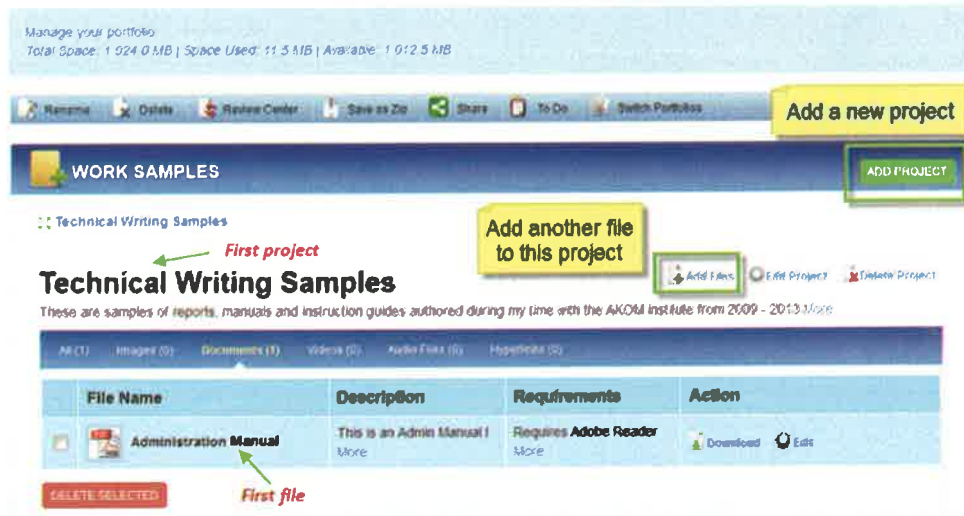 Manage your portfolio
Total Space: 1 024.0 MB | Space Used: 11.5 MB | Available: 1 012.5 MB
Rename Delete Review Center Save as Zip Share To Do Switch Portfolios
Add a new project
WORK SAMPLES
ADD PROJECT
Technical Writing Samples
First project
Add another file
to this project
Technical Writing Samples
Add Files Edit Project Delete Project
These are samples of reports, manuals and instruction guides authored during my time with the AKOM Institute from 2009 - 2013 More
All (1) Images (0) Documents (1) Videos (0) Audio Files (0) Hyperlinks (0)
File Name Description Requirements Action
Administration Manual This is an Admin Manual f Requires Adobe Reader Download Edit
More More
DELETE SELECTED
First file